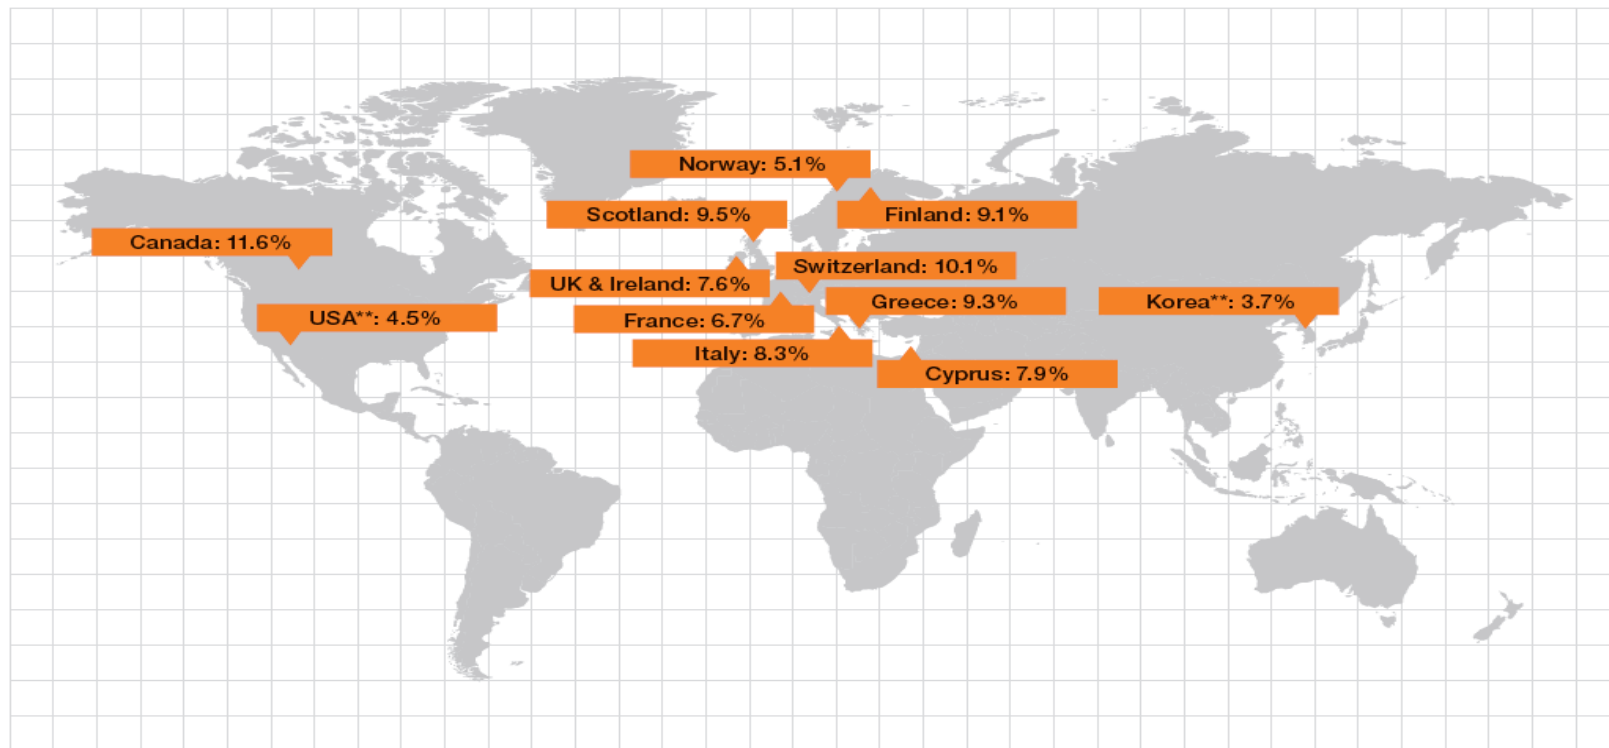 Norway: 5.1%
Scotland: 9.5%
Finland: 9.1%
Canada: 11.6%
Switzerland: 10.1%
UK & Ireland: 7.6%
Greece: 9.3%
Korea**: 3.7%
USA**: 4.5%
France: 6.7%
Italy: 8.3%
Cyprus: 7.9%